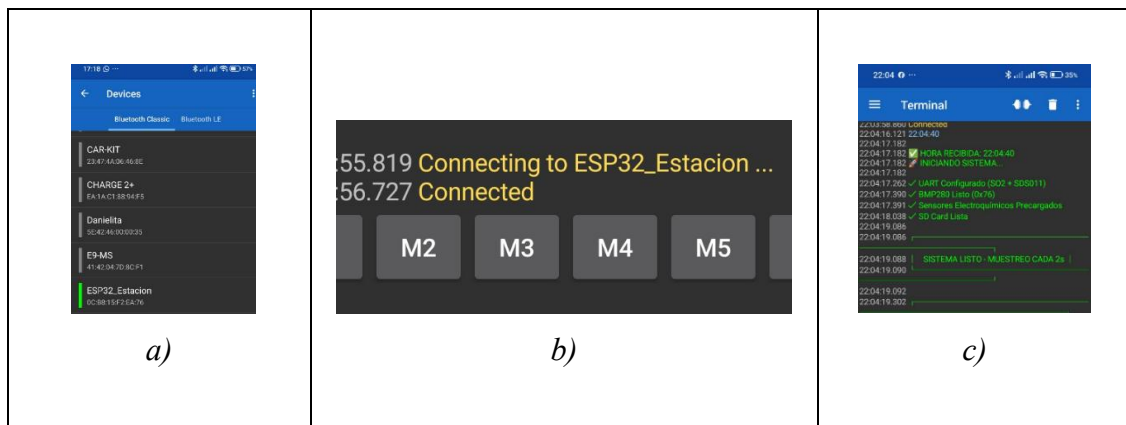 17:18 57%
Devices
Bluetooth Classic Bluetooth LE
CAR-KIT
23:47:4A:06:46:8E
CHARGE 2+
EA:1A:C1:88:94:F5
Danielita
5E:42:46:00:00:35
E9-MS
41:42:04:7D:8C:F1
ESP32_Estacion
0C:B8:15:F2:EA:76
a)
:55.819 Connecting to ESP32_Estacion ...
:56.727 Connected
M2 M3 M4 M5
b)
22:04 35%
Terminal
22:03:58.860 Connected
22:04:16.121 22:04:40
22:04:17.182
22:04:17.182 ✅ HORA RECIBIDA: 22:04:40
22:04:17.182 🚀 INICIANDO SISTEMA...
22:04:17.182
22:04:17.262 ✓ UART Configurado (SO2 + SDS011)
22:04:17.390 ✓ BMP280 Listo (0x76)
22:04:17.391 ✓ Sensores Electroquímicos Precargados
22:04:18.038 ✓ SD Card Lista
22:04:19.086
22:04:19.086
22:04:19.088 | SISTEMA LISTO - MUESTREO CADA 2s |
22:04:19.090
22:04:19.092
22:04:19.302
c)